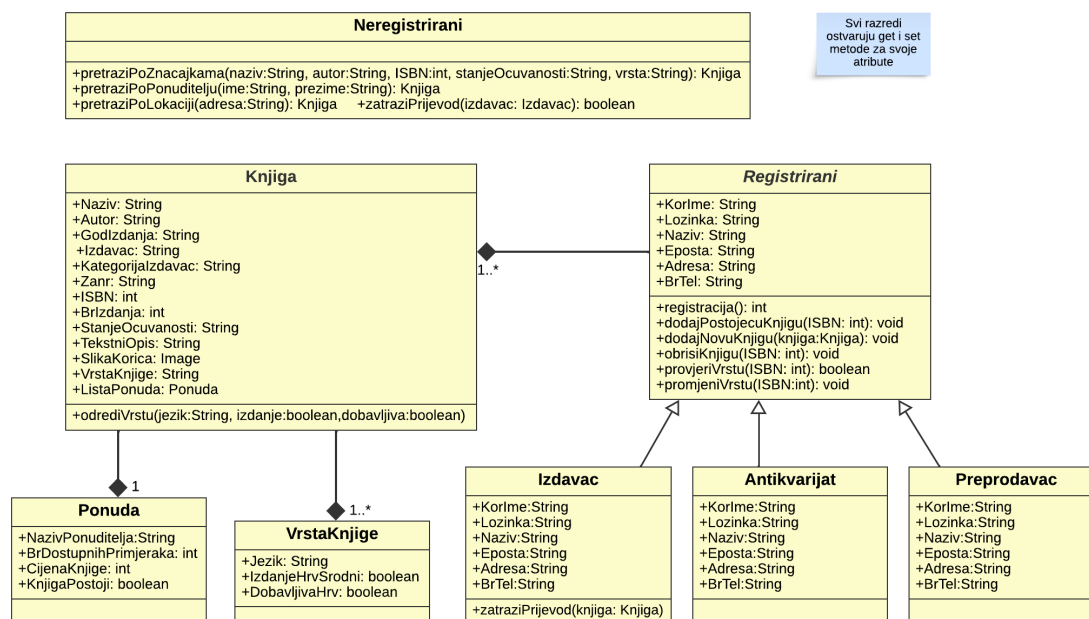 Neregistrirani
+pretraziPoZnacajkama(naziv:String, autor:String, ISBN:int, stanjeOcuvanosti:String, vrsta:String): Knjiga
+pretraziPoPonuditelju(ime:String, prezime:String): Knjiga
+pretraziPoLokaciji(adresa:String): Knjiga +zatraziPrijevod(izdavac: Izdavac): boolean
Svi razredi
ostvaruju get i set
metode za svoje
atribute
Knjiga
+Naziv: String
+Autor: String
+GodIzdanja: String
+Izdavac: String
+KategorijaIzdavac: String
+Zanr: String
+ISBN: int
+BrIzdanja: int
+StanjeOcuvanosti: String
+TekstniOpis: String
+SlikaKorica: Image
+VrstaKnjige: String
+ListaPonuda: Ponuda
+odrediVrstu(jezik:String, izdanje:boolean,dobavljiva:boolean)
1..*
Registrirani
+KorIme: String
+Lozinka: String
+Naziv: String
+Eposta: String
+Adresa: String
+BrTel: String
+registracija(): int
+dodajPostojecuKnjigu(ISBN: int): void
+dodajNovuKnjigu(knjiga:Knjiga): void
+obrisiKnjigu(ISBN: int): void
+provjeriVrstu(ISBN: int): boolean
+promjeniVrstu(ISBN:int): void
1
Ponuda
+NazivPonuditelja:String
+BrDostupnihPrimjeraka: int
+CijenaKnjige: int
+KnjigaPostoji: boolean
1..*
VrstaKnjige
+Jezik: String
+IzdanjeHrvSrodni: boolean
+DobavljivaHrv: boolean
Izdavac
+KorIme:String
+Lozinka:String
+Naziv:String
+Eposta:String
+Adresa:String
+BrTel:String
+zatraziPrijevod(knjiga: Knjiga)
Antikvarijat
+KorIme:String
+Lozinka:String
+Naziv:String
+Eposta:String
+Adresa:String
+BrTel:String
Preprodavac
+KorIme:String
+Lozinka:String
+Naziv:String
+Eposta:String
+Adresa:String
+BrTel:String